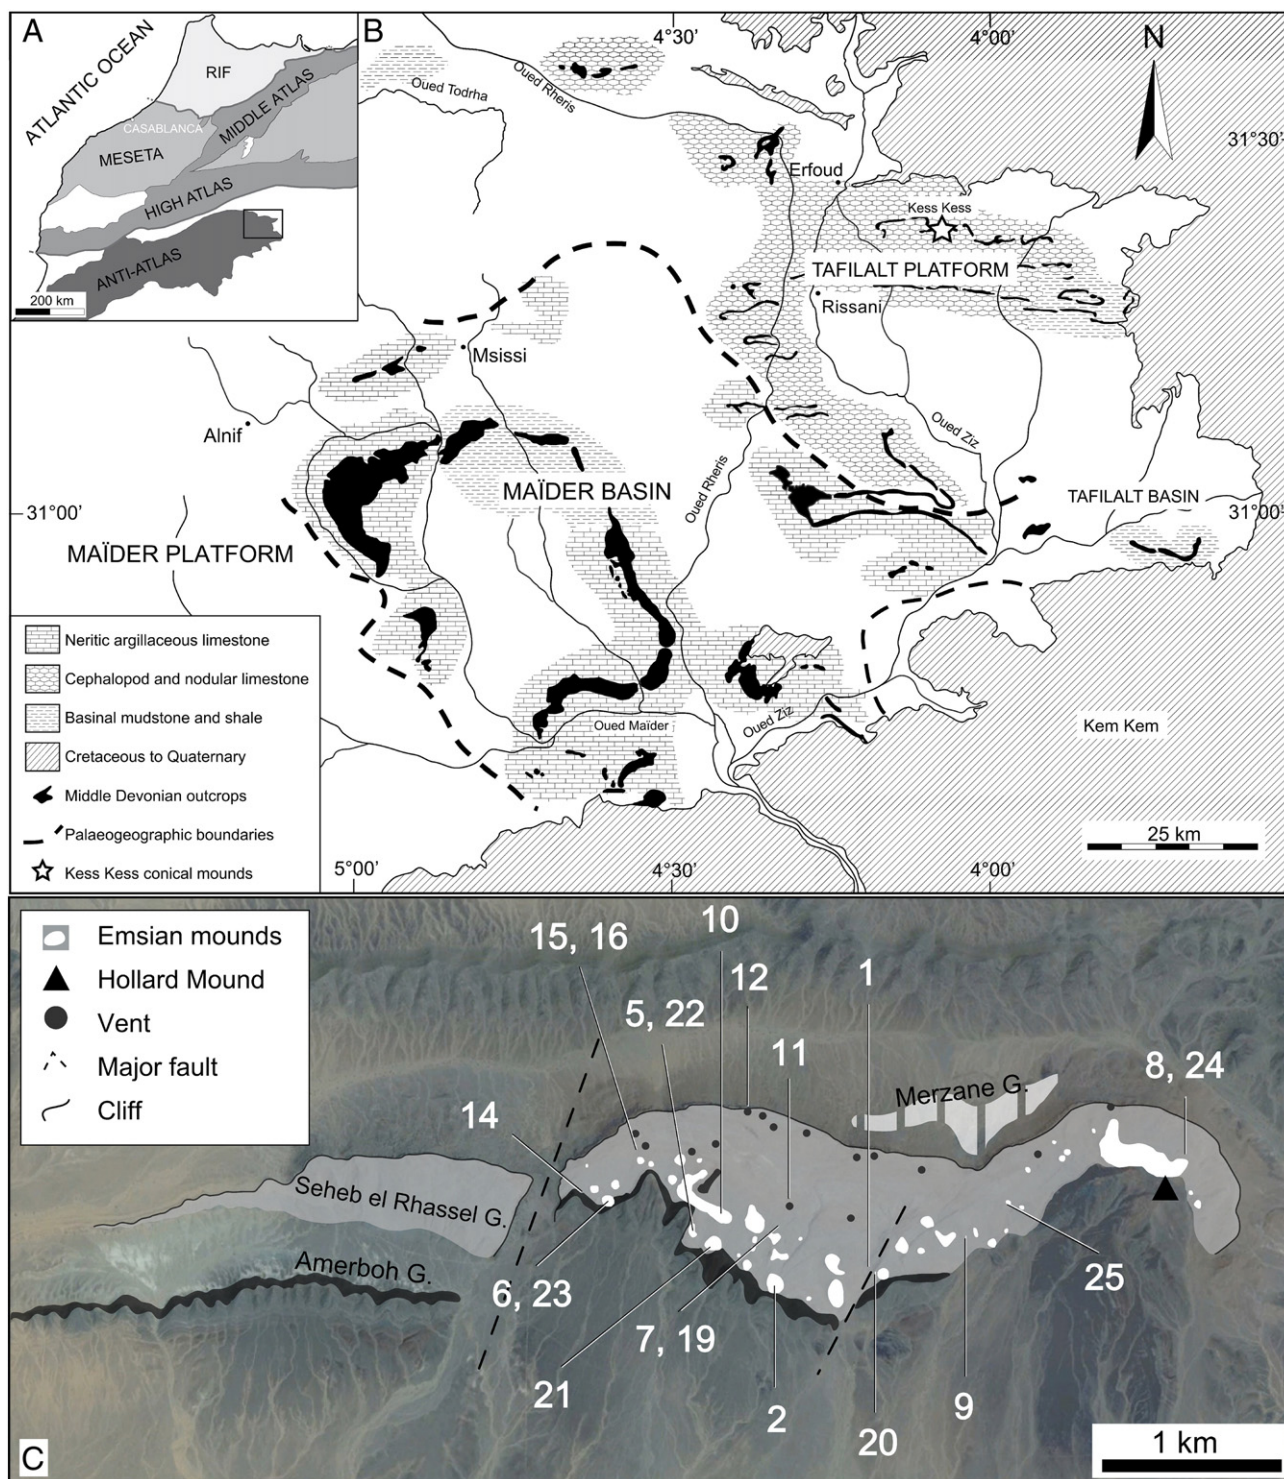 A
ATLANTIC OCEAN
RIF
CASABLANCA
MIDDLE ATLAS
MESETA
HIGH ATLAS
ANTI-ATLAS
200 km
B
4°30'
4°00'
N
Oued Todrha
Oued Rheris
31°30'
Erfoud
Kess Kess
TAFILALT PLATFORM
Rissani
Msissi
Alnif
Oued Ziz
MAÏDER BASIN
Oued Rheris
TAFILALT BASIN
31°00'
31°00'
MAÏDER PLATFORM
Oued Maïder
Oued Ziz
Kem Kem
Neritic argillaceous limestone
Cephalopod and nodular limestone
Basinal mudstone and shale
Cretaceous to Quaternary
Middle Devonian outcrops
Palaeogeographic boundaries
Kess Kess conical mounds
25 km
5°00'
4°30'
4°00'
Emsian mounds
Hollard Mound
Vent
Major fault
Cliff
10
15, 16
12
1
5, 22
11
8, 24
Merzane G.
14
Seheb el Rhassel G.
Amerboh G.
25
6, 23
7, 19
21
2
9
20
C
1 km